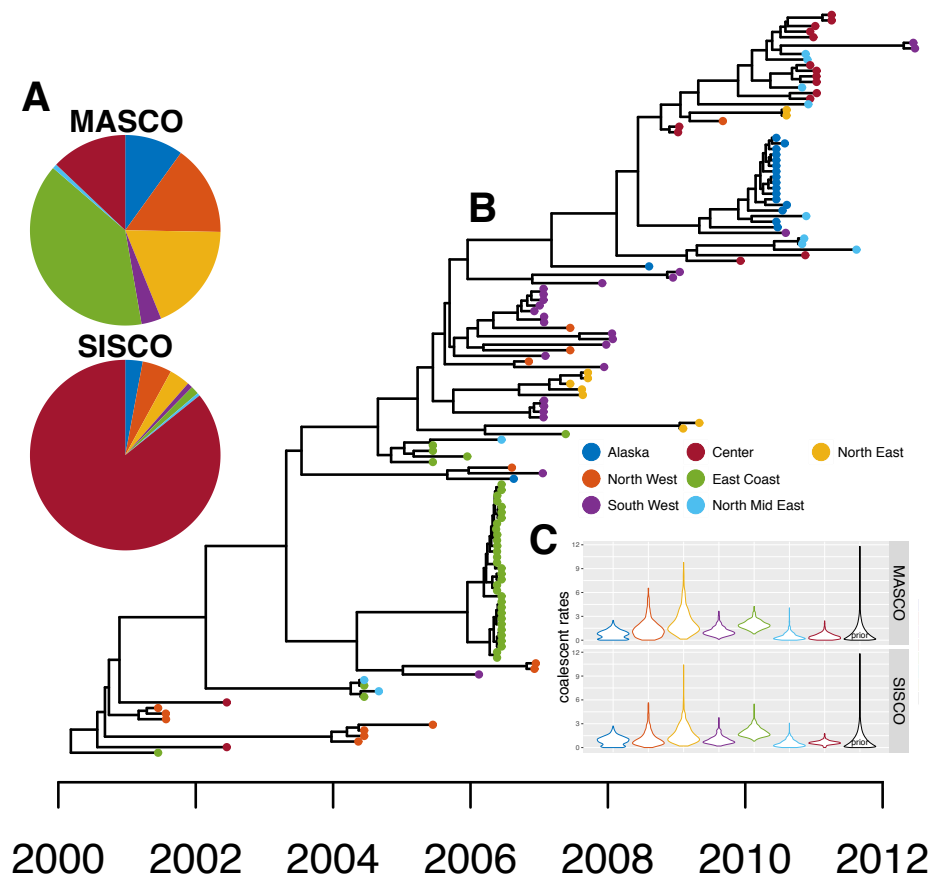 A
MASCO
SISCO
B
Alaska Center North East
North West East Coast
South West North Mid East
C
coalescent rates
12
9
6
3
0
prior
MASCO
12
9
6
3
0
prior
SISCO
2000 2002 2004 2006 2008 2010 2012